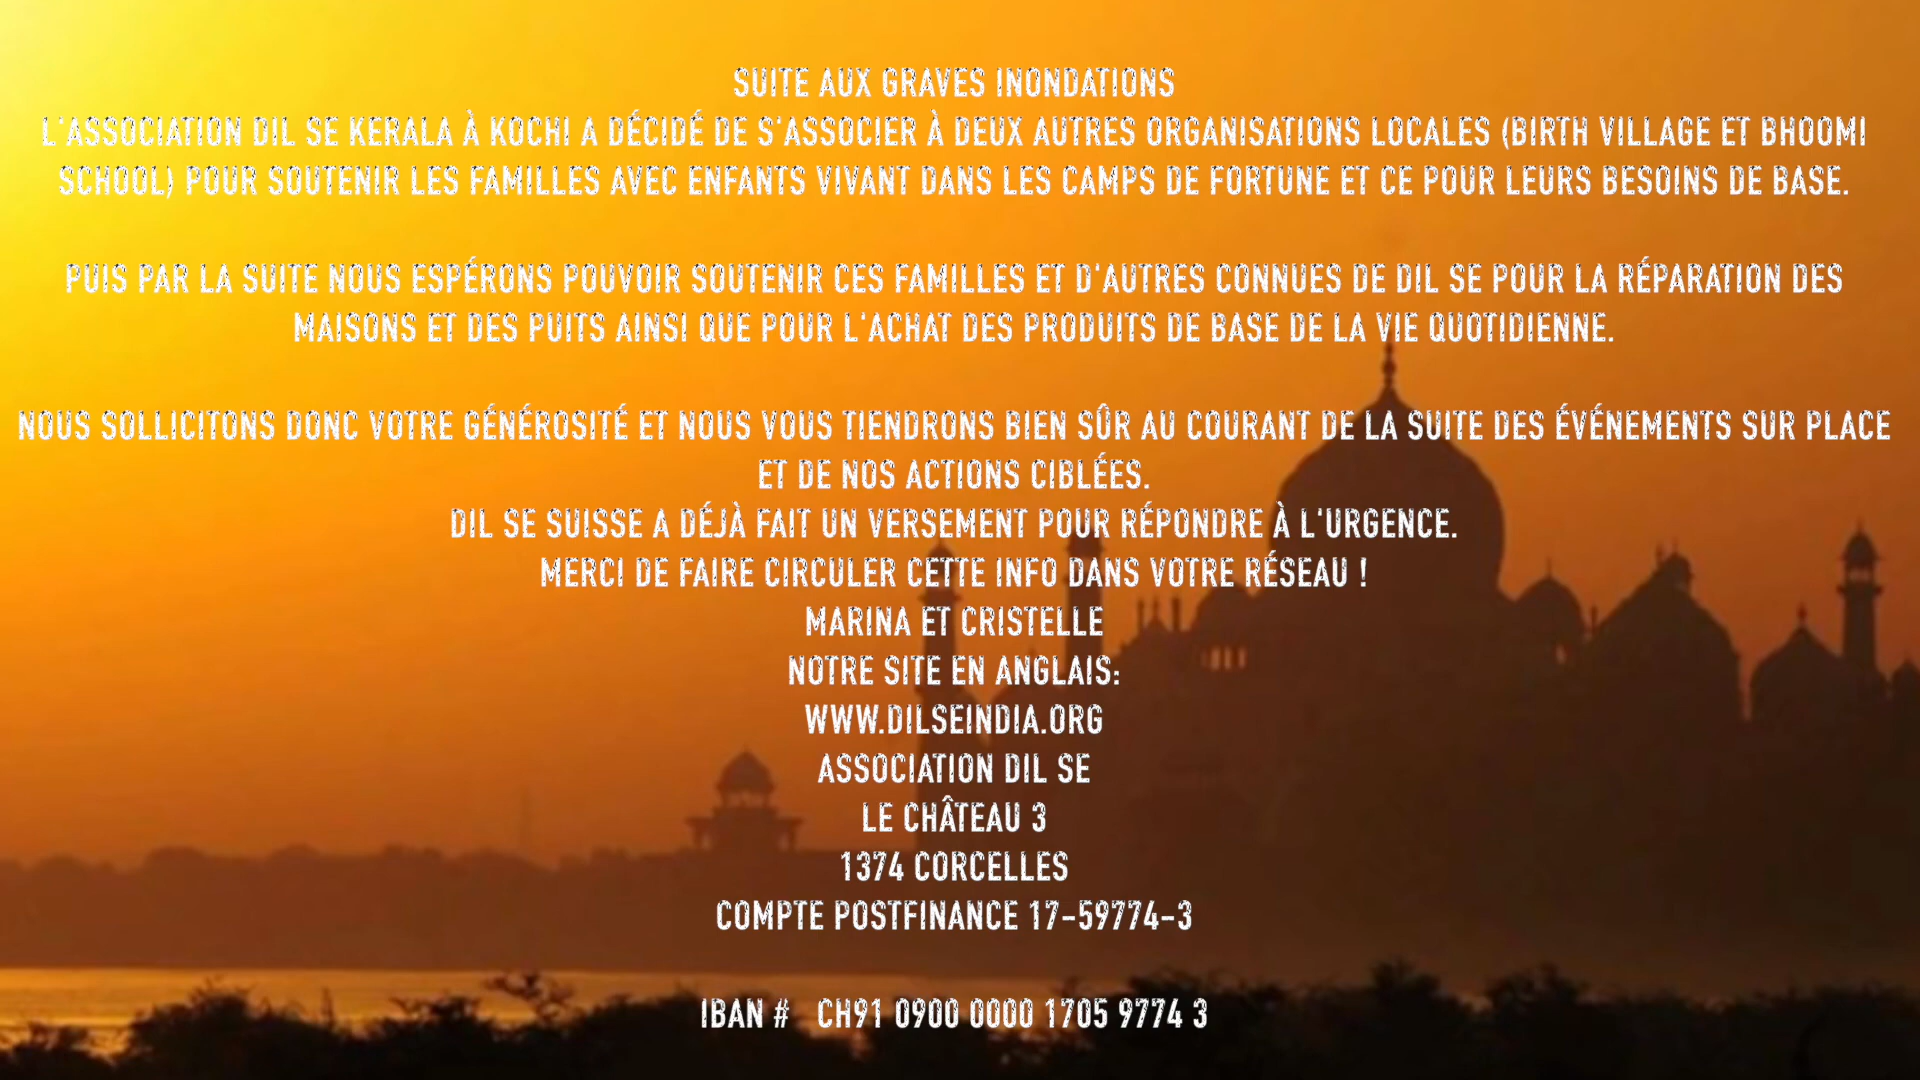 SUITE AUX GRAVES INONDATIONS
L'ASSOCIATION DIL SE KERALA À KOCHI A DÉCIDÉ DE S'ASSOCIER À DEUX AUTRES ORGANISATIONS LOCALES (BIRTH VILLAGE ET BHOOMI
SCHOOL) POUR SOUTENIR LES FAMILLES AVEC ENFANTS VIVANT DANS LES CAMPS DE FORTUNE ET CE POUR LEURS BESOINS DE BASE.
PUIS PAR LA SUITE NOUS ESPÉRONS POUVOIR SOUTENIR CES FAMILLES ET D'AUTRES CONNUES DE DIL SE POUR LA RÉPARATION DES
MAISONS ET DES PUITS AINSI QUE POUR L'ACHAT DES PRODUITS DE BASE DE LA VIE QUOTIDIENNE.
NOUS SOLLICITONS DONC VOTRE GÉNÉROSITÉ ET NOUS VOUS TIENDRONS BIEN SÛR AU COURANT DE LA SUITE DES ÉVÉNEMENTS SUR PLACE
ET DE NOS ACTIONS CIBLÉES.
DIL SE SUISSE A DÉJÀ FAIT UN VERSEMENT POUR RÉPONDRE À L'URGENCE.
MERCI DE FAIRE CIRCULER CETTE INFO DANS VOTRE RÉSEAU !
MARINA ET CRISTELLE
NOTRE SITE EN ANGLAIS:
WWW.DILSEINDIA.ORG
ASSOCIATION DIL SE
LE CHÂTEAU 3
1374 CORCELLES
COMPTE POSTFINANCE 17-59774-3
IBAN # CH91 0900 0000 1705 9774 3